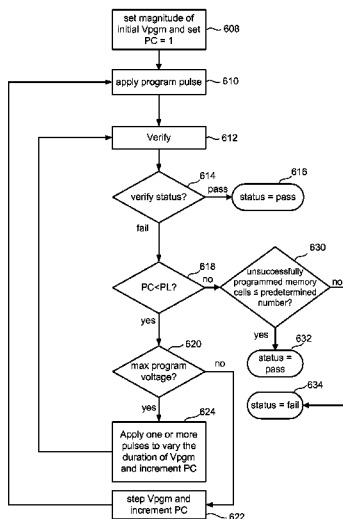 set magnitude of
initial Vpgm and set
PC = 1
608
apply program pulse
610
Verify
612
614
verify status?
pass
616
status = pass
fail
618
PC<PL?
no
630
unsuccessfully
programmed memory
cells ≤ predetermined
number?
no
yes
yes
632
status =
pass
620
max program
voltage?
no
634
status = fail
yes
624
Apply one or more
pulses to vary the
duration of Vpgm
and increment PC
step Vpgm and
increment PC
622